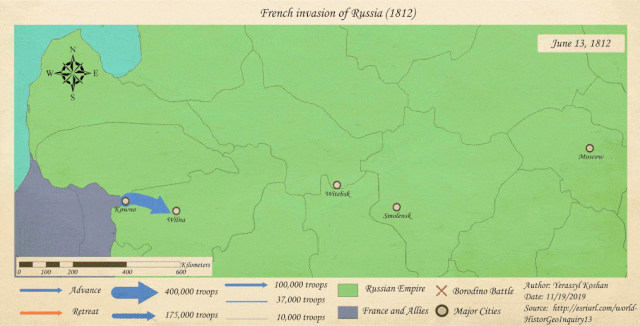 French invasion of Russia (1812)
June 13, 1812
N
W E
S
Moscow
Witebsk
Kowno
Smolensk
Wilna
Kilometers
0 100 200 400 600
Advance
400,000 troops
100,000 troops
Russian Empire
Borodino Battle
Author: Yerassyl Koshan
Date: 11/19/2019
37,000 troops
Retreat
175,000 troops
10,000 troops
France and Allies
Major Cities
Source: http://esriurl.com/world-
HistorGeoInquiry13